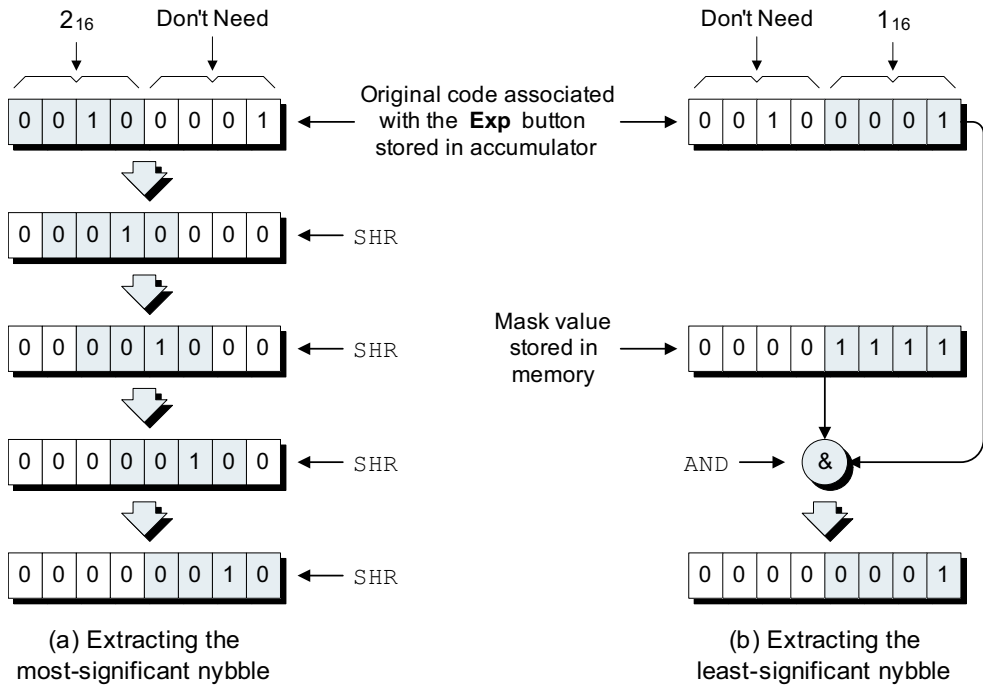 2₁₆ Don't Need
Don't Need 1₁₆
0 0 1 0 0 0 0 1
Original code associated
with the Exp button
stored in accumulator
0 0 1 0 0 0 0 1
0 0 0 1 0 0 0 0
SHR
0 0 0 0 1 0 0 0
SHR
Mask value
stored in
memory
0 0 0 0 1 1 1 1
0 0 0 0 0 1 0 0
SHR
AND
&
0 0 0 0 0 0 1 0
SHR
0 0 0 0 0 0 0 1
(a) Extracting the
most-significant nybble
(b) Extracting the
least-significant nybble